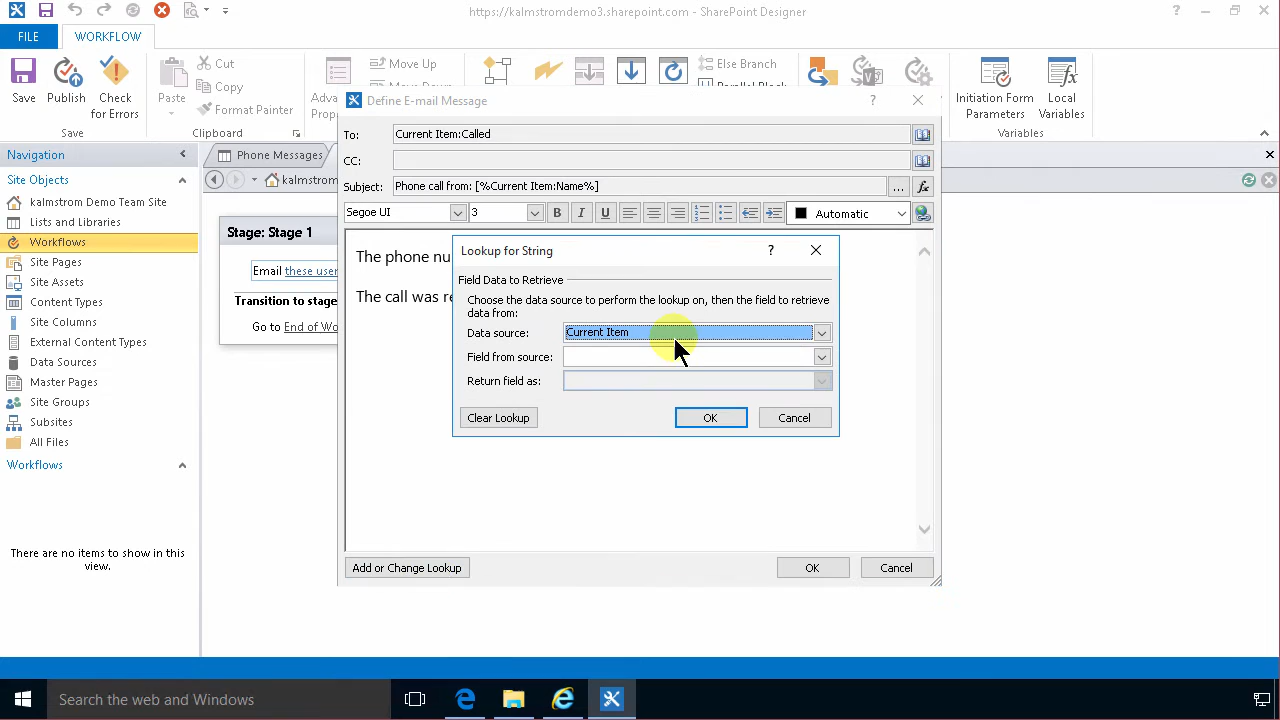 https://kalmstromdemo3.sharpoint.com - SharePoint Designer
FILE
WORKFLOW
Save
Publish
Check for Errors
Save
Paste
Cut
Copy
Format Painter
Clipboard
Move Up
Else Branch
Initiation Form Parameters
Local Variables
Variables
Navigation
Site Objects
kalmstrom Demo Team Site
Lists and Libraries
Workflows
Site Pages
Site Assets
Content Types
Site Columns
External Content Types
Data Sources
Master Pages
Site Groups
Subsites
All Files
Workflows
There are no items to show in this
view.
Phone Messages
kalmstrom
Stage: Stage 1
Email these user
Transition to stage
Go to End of Wo
Define E-mail Message
To: Current Item:Called
CC:
Subject: Phone call from: [%Current Item:Name%]
Segoe UI 3 B I U Automatic
The phone nu
The call was re
Lookup for String
Field Data to Retrieve
Choose the data source to perform the lookup on, then the field to retrieve
data from:
Data source: Current Item
Field from source:
Return field as:
Clear Lookup OK Cancel
Add or Change Lookup OK Cancel
Search the web and Windows